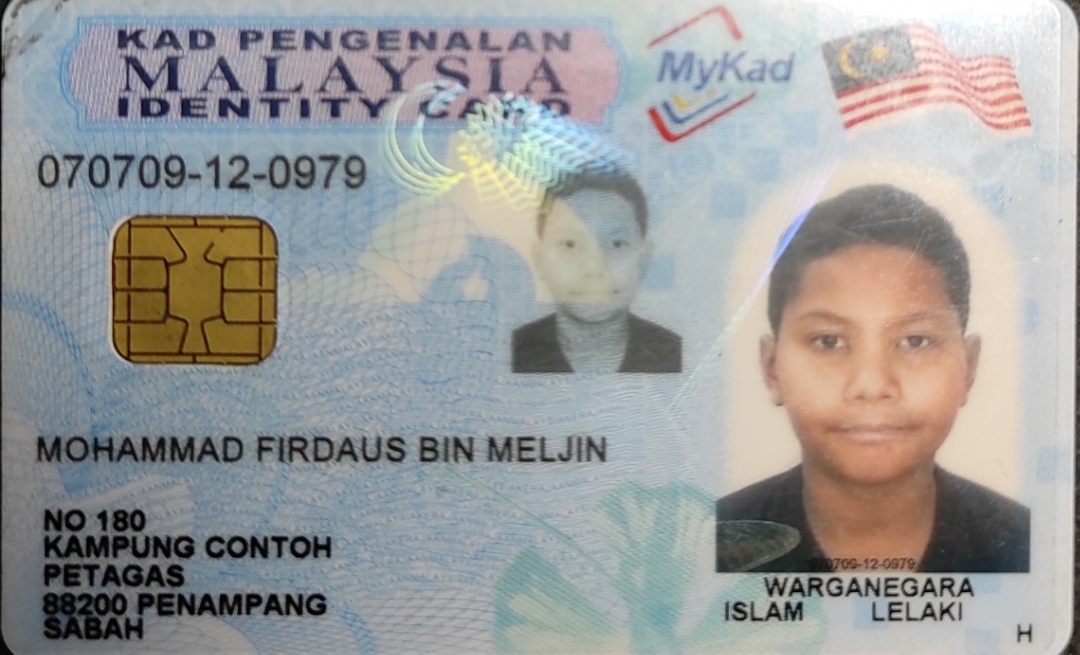 KAD PENGENALAN
MALAYSIA
IDENTITY CARD
MyKad
070709-12-0979
MOHAMMAD FIRDAUS BIN MELJIN
NO 180
KAMPUNG CONTOH
PETAGAS
88200 PENAMPANG
SABAH
070709-12-0979
WARGANEGARA
ISLAM LELAKI
H